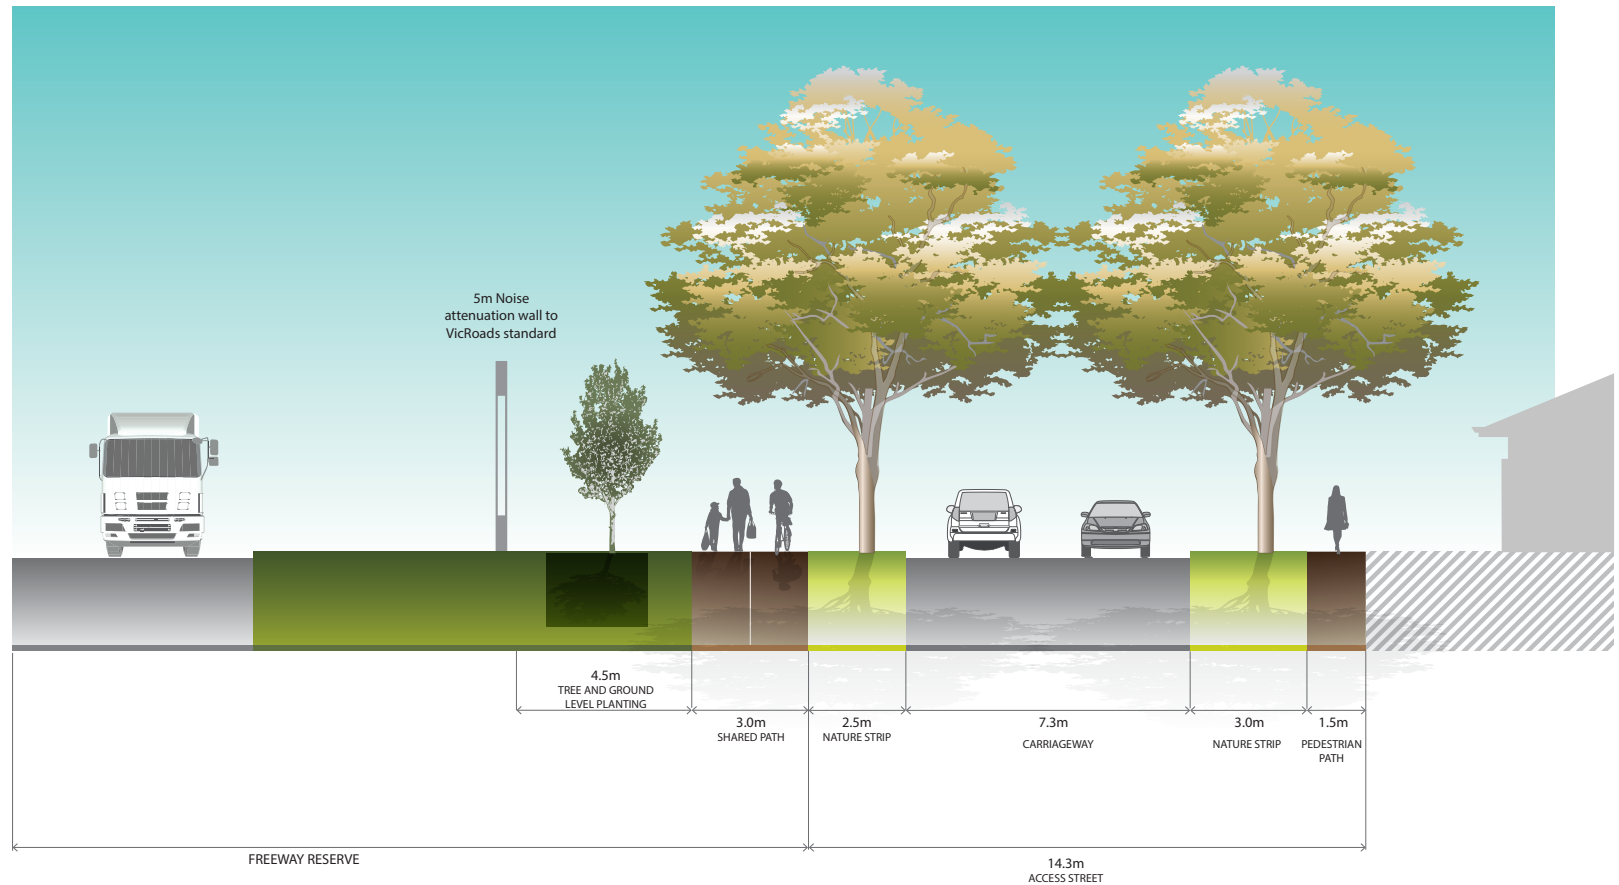 5m Noise
attenuation wall to
VicRoads standard
4.5m
TREE AND GROUND
LEVEL PLANTING
3.0m
SHARED PATH
2.5m
NATURE STRIP
7.3m
CARRIAGEWAY
3.0m
NATURE STRIP
1.5m
PEDESTRIAN
PATH
FREEWAY RESERVE
14.3m
ACCESS STREET